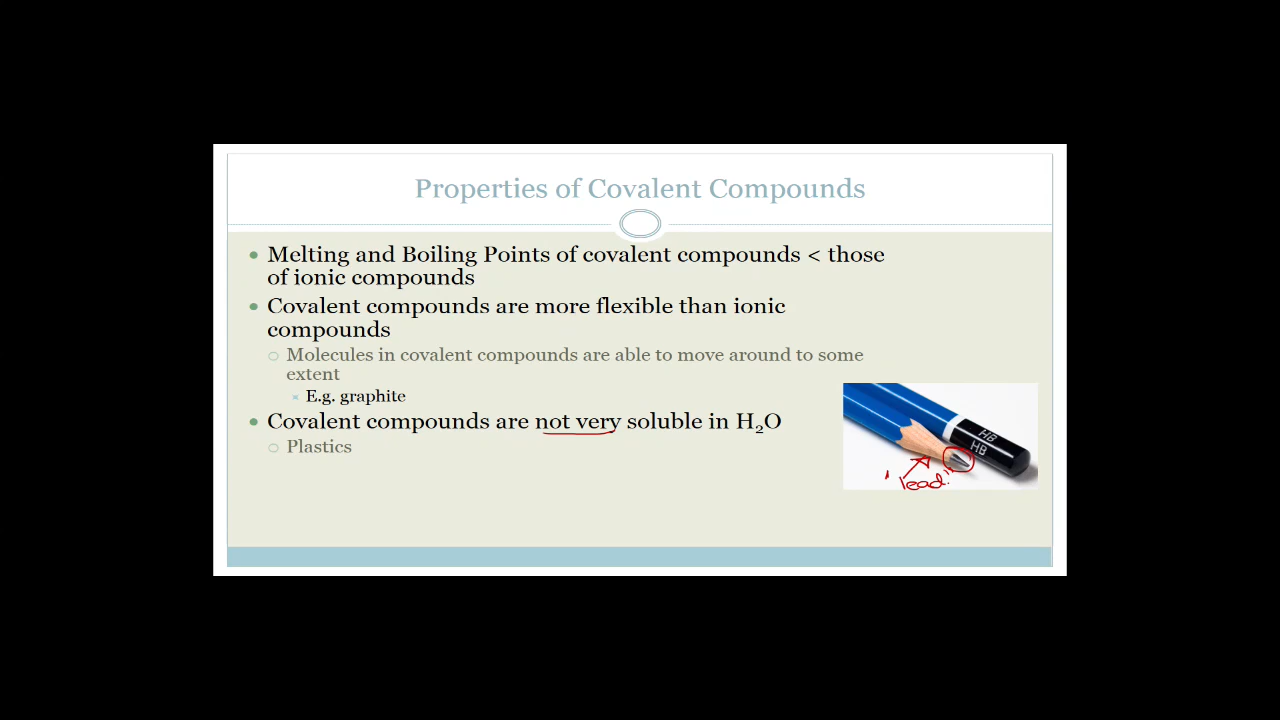 Properties of Covalent Compounds
Melting and Boiling Points of covalent compounds < those
of ionic compounds
Covalent compounds are more flexible than ionic
compounds
Molecules in covalent compounds are able to move around to some
extent
E.g. graphite
Covalent compounds are not very soluble in H₂O
Plastics
HB
HB
"lead"